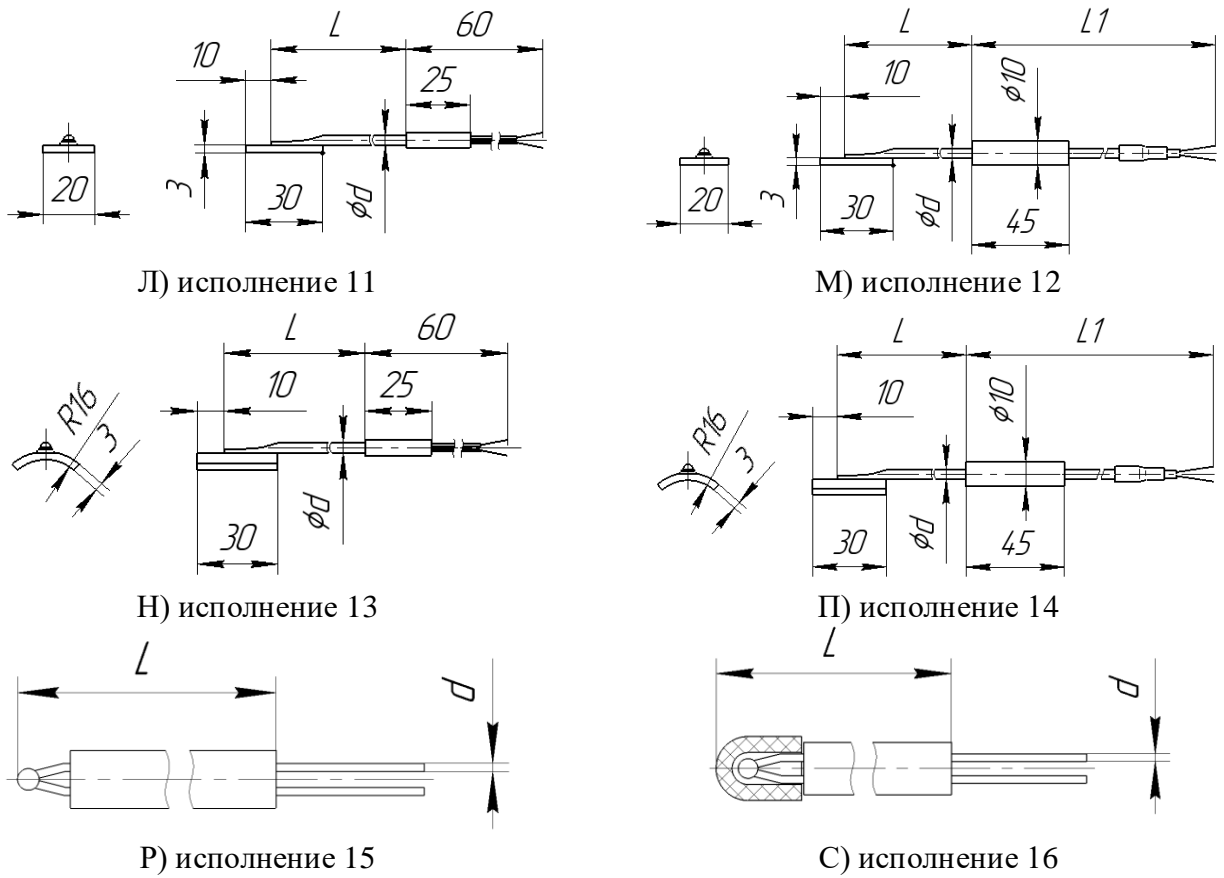 L 60
10
25
3
20
30
ϕd
Л) исполнение 11
L L1
10
ϕ10
3
20
30
ϕd
45
М) исполнение 12
L 60
10 25
R16
3
ϕd
30
Н) исполнение 13
L L1
10
ϕ10
R16
3
30
ϕd
45
П) исполнение 14
L
d
Р) исполнение 15
L
d
С) исполнение 16